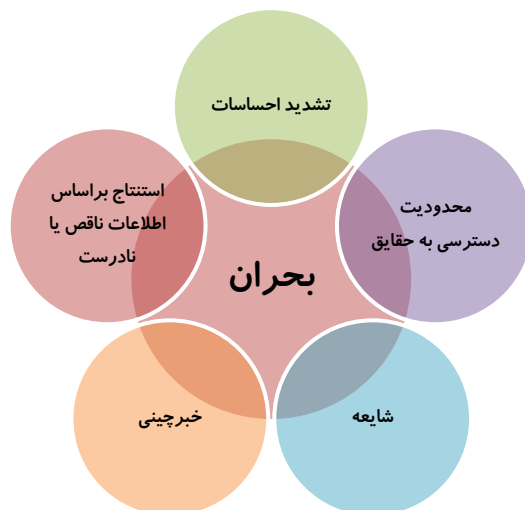 تشدید احساسات
محدودیت
دسترسی به حقایق
شایعه
خبرچینی
استنتاج براساس
اطلاعات ناقص یا
نادرست
بحران